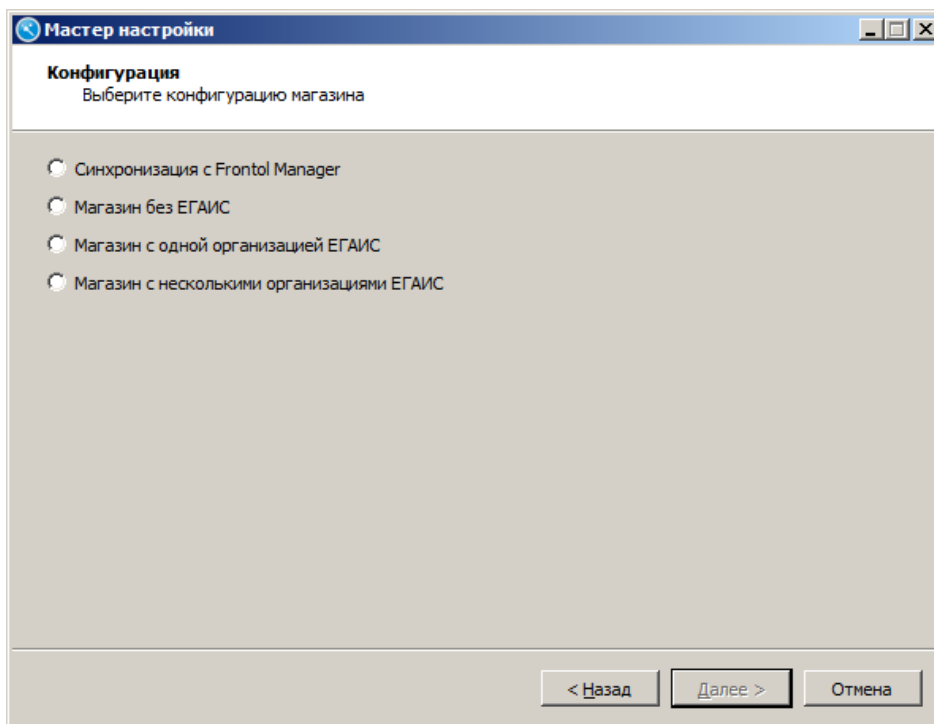 Мастер настройки
Конфигурация
Выберите конфигурацию магазина
Синхронизация с Frontol Manager
Магазин без ЕГАИС
Магазин с одной организацией ЕГАИС
Магазин с несколькими организациями ЕГАИС
< Назад Далее > Отмена